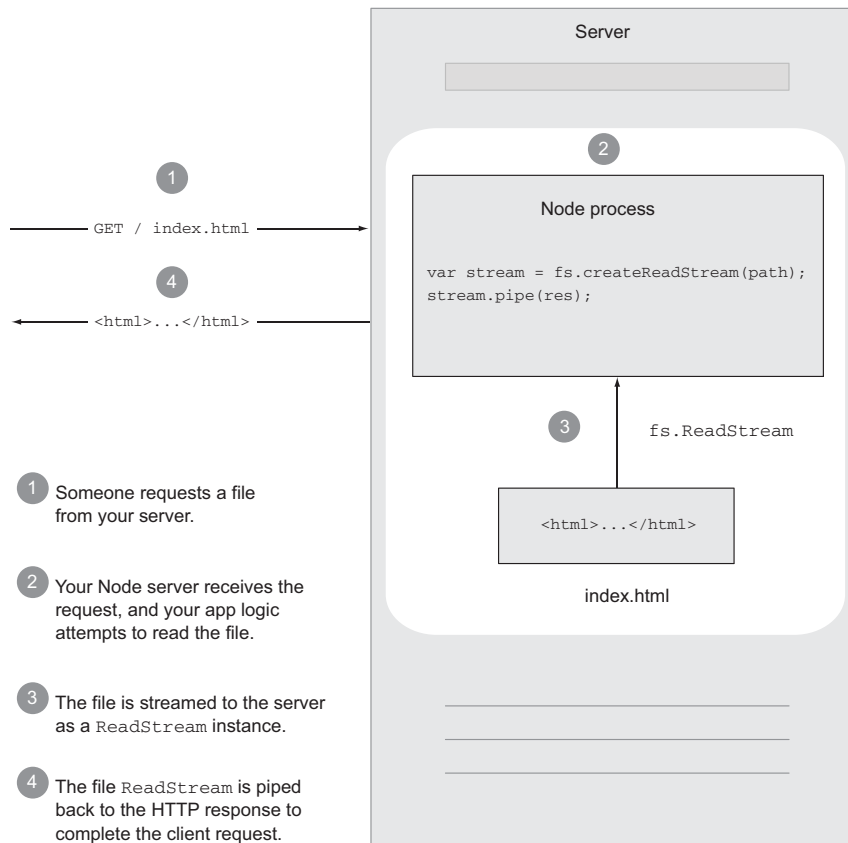 Server
2
1
Node process
GET / index.html
var stream = fs.createReadStream(path);
stream.pipe(res);
4
<html>...</html>
3
fs.ReadStream
<html>...</html>
index.html
1 Someone requests a file
from your server.
2 Your Node server receives the
request, and your app logic
attempts to read the file.
3 The file is streamed to the server
as a ReadStream instance.
4 The file ReadStream is piped
back to the HTTP response to
complete the client request.